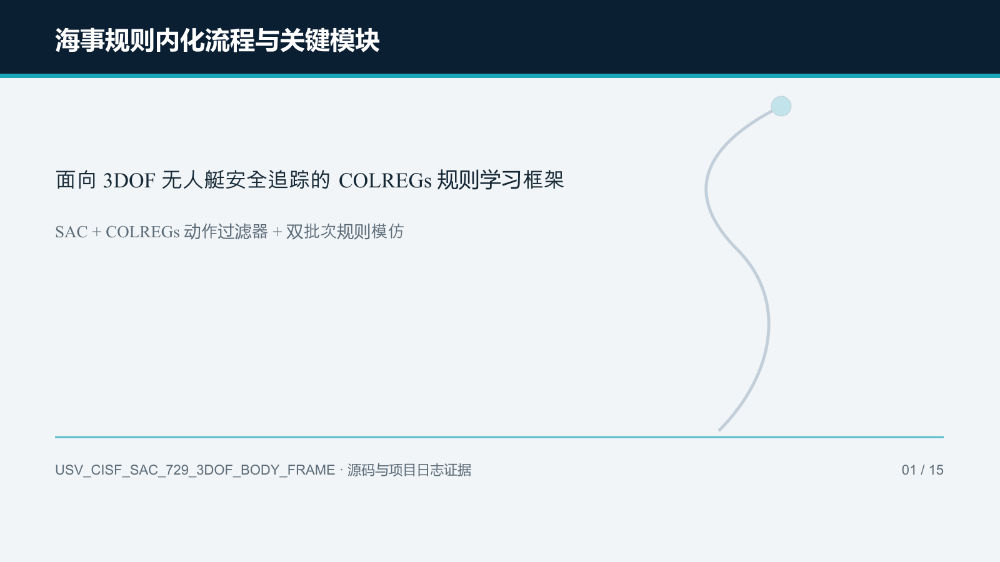 海事规则内化流程与关键模块
面向 3DOF 无人艇安全追踪的 COLREGs 规则学习框架
SAC + COLREGs 动作过滤器 + 双批次规则模仿
USV_CISF_SAC_729_3DOF_BODY_FRAME · 源码与项目日志证据
01 / 15